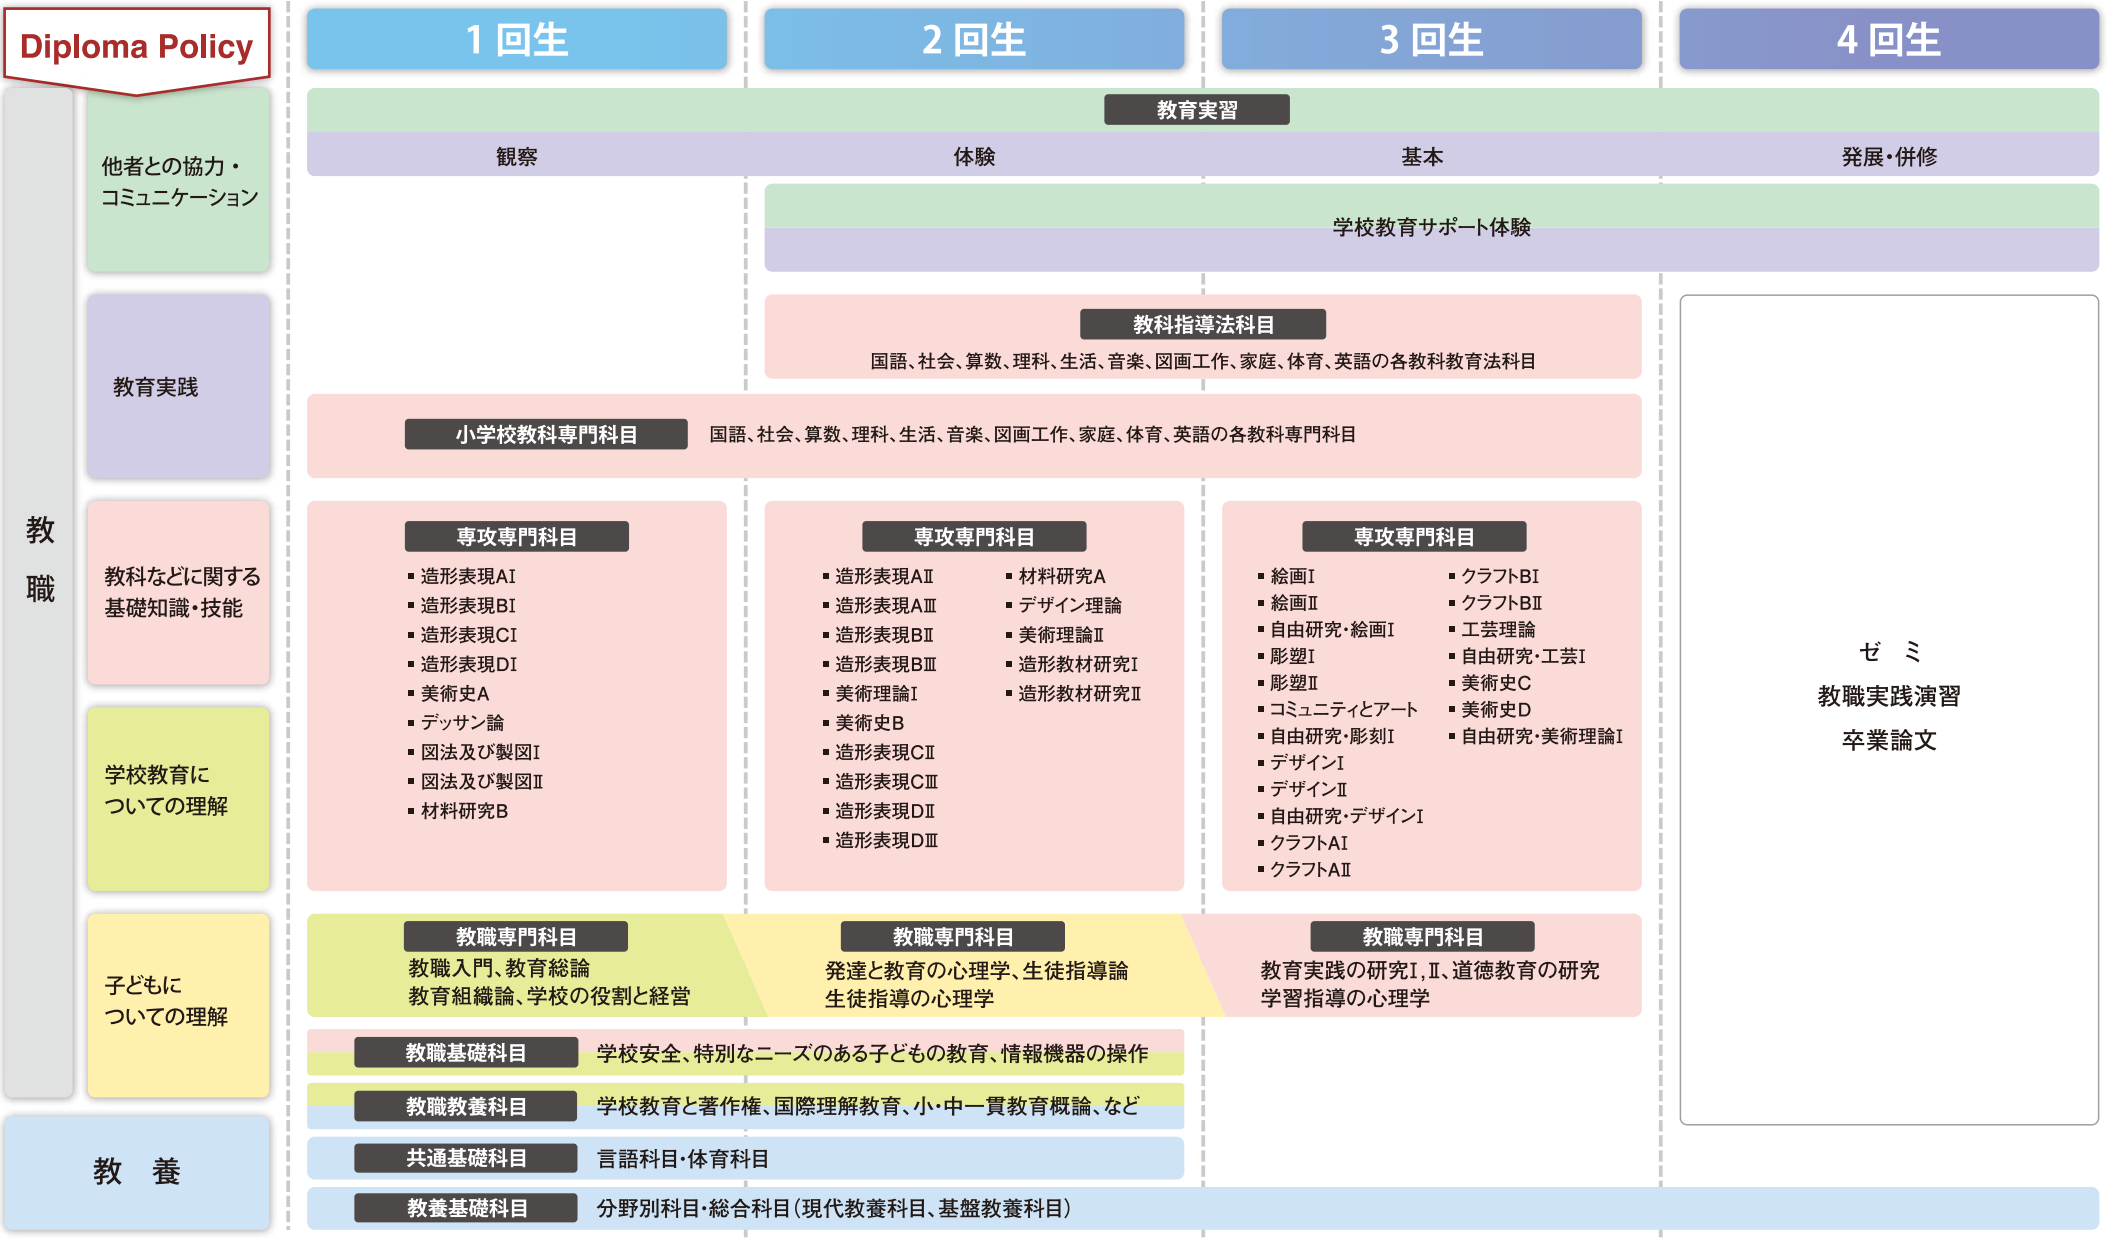 Diploma Policy
1 回生
2 回生
3 回生
4 回生
教職
他者との協力・
コミュニケーション
教育実践
教科などに関する
基礎知識・技能
学校教育に
ついての理解
子どもに
ついての理解
教 養
教育実習
観察
体験
基本
発展・併修
学校教育サポート体験
教科指導法科目
国語、社会、算数、理科、生活、音楽、図画工作、家庭、体育、英語の各教科教育法科目
小学校教科専門科目
国語、社会、算数、理科、生活、音楽、図画工作、家庭、体育、英語の各教科専門科目
専攻専門科目
▪ 造形表現AⅠ
▪ 造形表現BⅠ
▪ 造形表現CⅠ
▪ 造形表現DⅠ
▪ 美術史A
▪ デッサン論
▪ 図法及び製図Ⅰ
▪ 図法及び製図Ⅱ
▪ 材料研究B
専攻専門科目
▪ 造形表現AⅡ
▪ 造形表現AⅢ
▪ 造形表現BⅡ
▪ 造形表現BⅢ
▪ 美術理論Ⅰ
▪ 美術史B
▪ 造形表現CⅡ
▪ 造形表現CⅢ
▪ 造形表現DⅡ
▪ 造形表現DⅢ
▪ 材料研究A
▪ デザイン理論
▪ 美術理論Ⅱ
▪ 造形教材研究Ⅰ
▪ 造形教材研究Ⅱ
専攻専門科目
▪ 絵画Ⅰ
▪ 絵画Ⅱ
▪ 自由研究・絵画Ⅰ
▪ 彫塑Ⅰ
▪ 彫塑Ⅱ
▪ コミュニティとアート
▪ 自由研究・彫刻Ⅰ
▪ デザインⅠ
▪ デザインⅡ
▪ 自由研究・デザインⅠ
▪ クラフトAⅠ
▪ クラフトAⅡ
▪ クラフトBⅠ
▪ クラフトBⅡ
▪ 工芸理論
▪ 自由研究・工芸Ⅰ
▪ 美術史C
▪ 美術史D
▪ 自由研究・美術理論Ⅰ
ゼ ミ
教職実践演習
卒業論文
教職専門科目
教職入門、教育総論
教育組織論、学校の役割と経営
教職専門科目
発達と教育の心理学、生徒指導論
生徒指導の心理学
教職専門科目
教育実践の研究Ⅰ,Ⅱ、道徳教育の研究
学習指導の心理学
教職基礎科目
学校安全、特別なニーズのある子どもの教育、情報機器の操作
教職教養科目
学校教育と著作権、国際理解教育、小・中一貫教育概論、など
共通基礎科目
言語科目・体育科目
教養基礎科目
分野別科目・総合科目（現代教養科目、基盤教養科目）